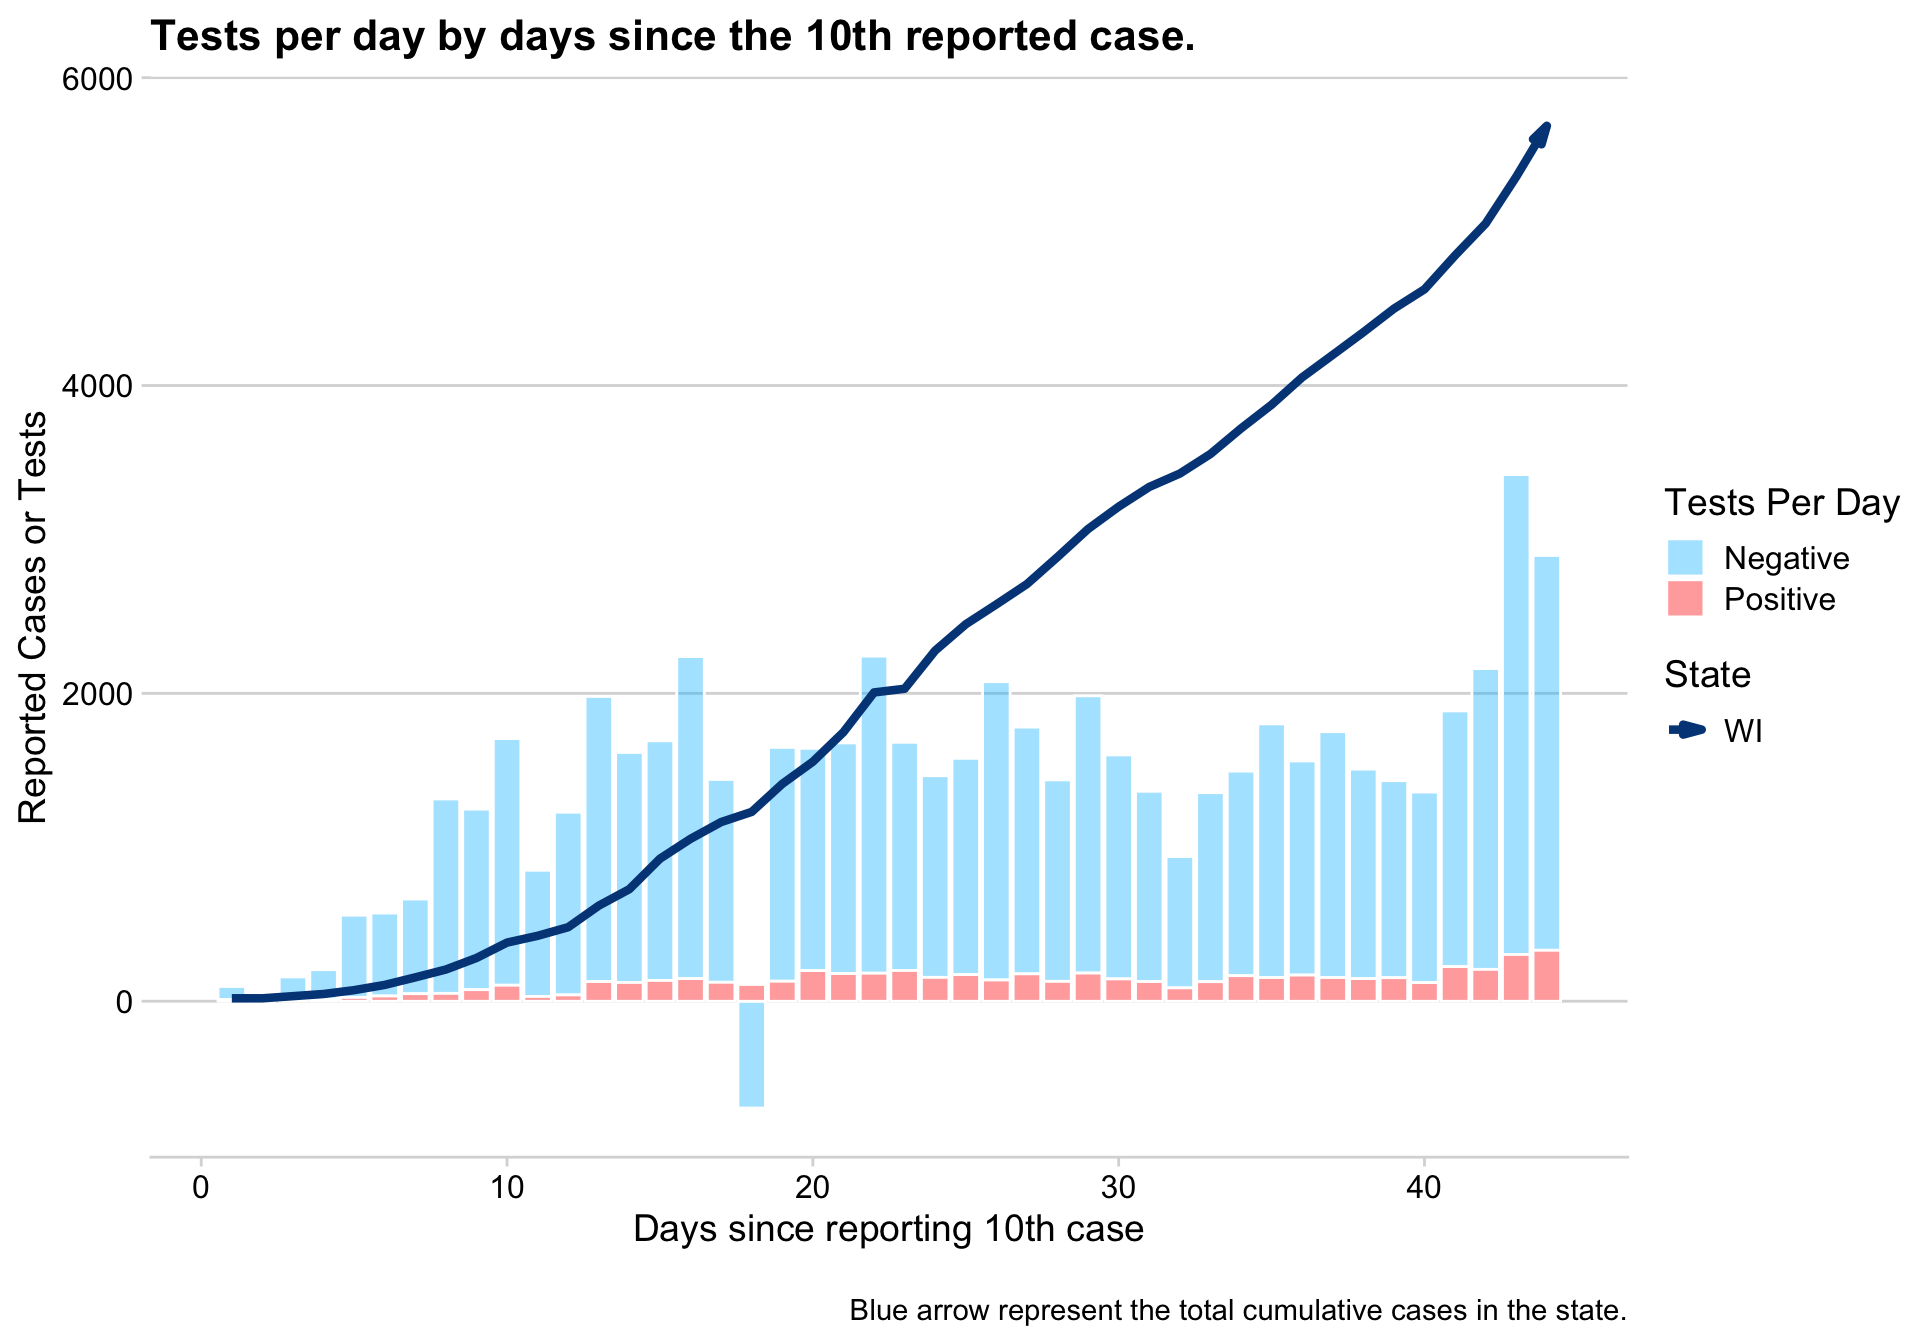 Tests per day by days since the 10th reported case.
6000
4000
2000
0
Reported Cases or Tests
0 10 20 30 40
Days since reporting 10th case
Tests Per Day
Negative
Positive
State
WI
Blue arrow represent the total cumulative cases in the state.